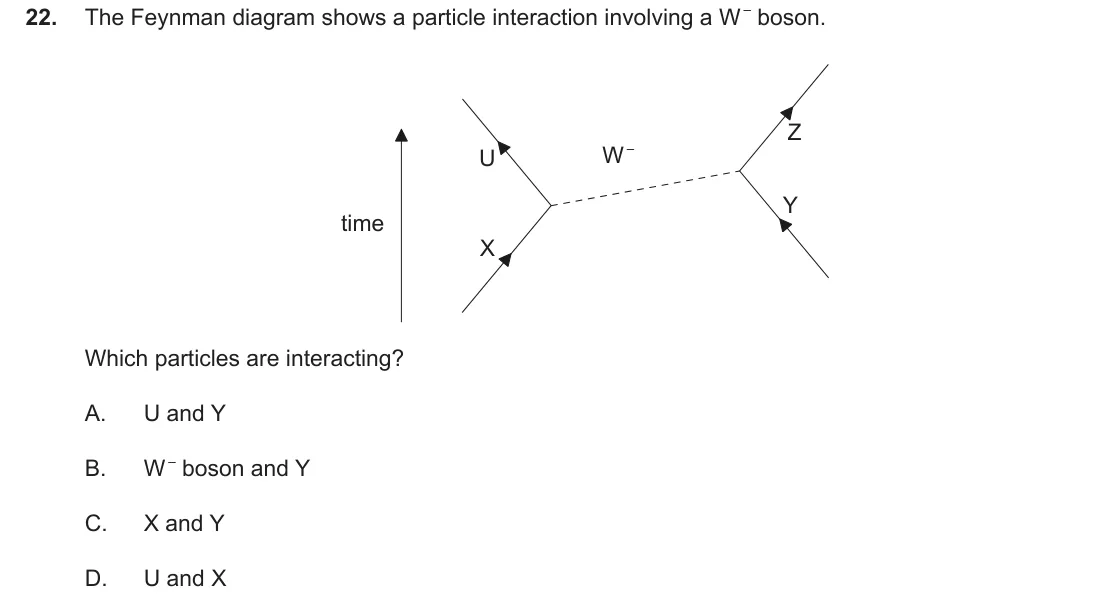 22. The Feynman diagram shows a particle interaction involving a W⁻ boson.
Z
U
W⁻
Y
time
X
Which particles are interacting?
A. U and Y
B. W⁻ boson and Y
C. X and Y
D. U and X